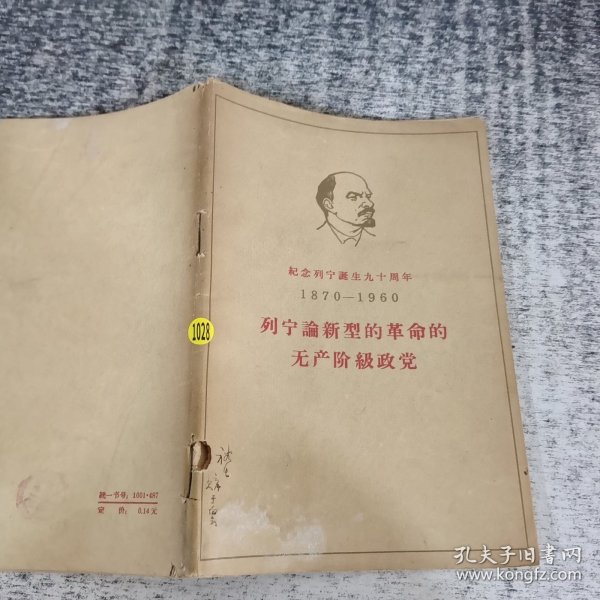 紀念列宁誕生九十周年
1870—1960
列宁論新型的革命的
无产阶級政党
1028
統一书号：1001·487
定 价： 0.14元
孔夫子旧书网
www.kongfz.com